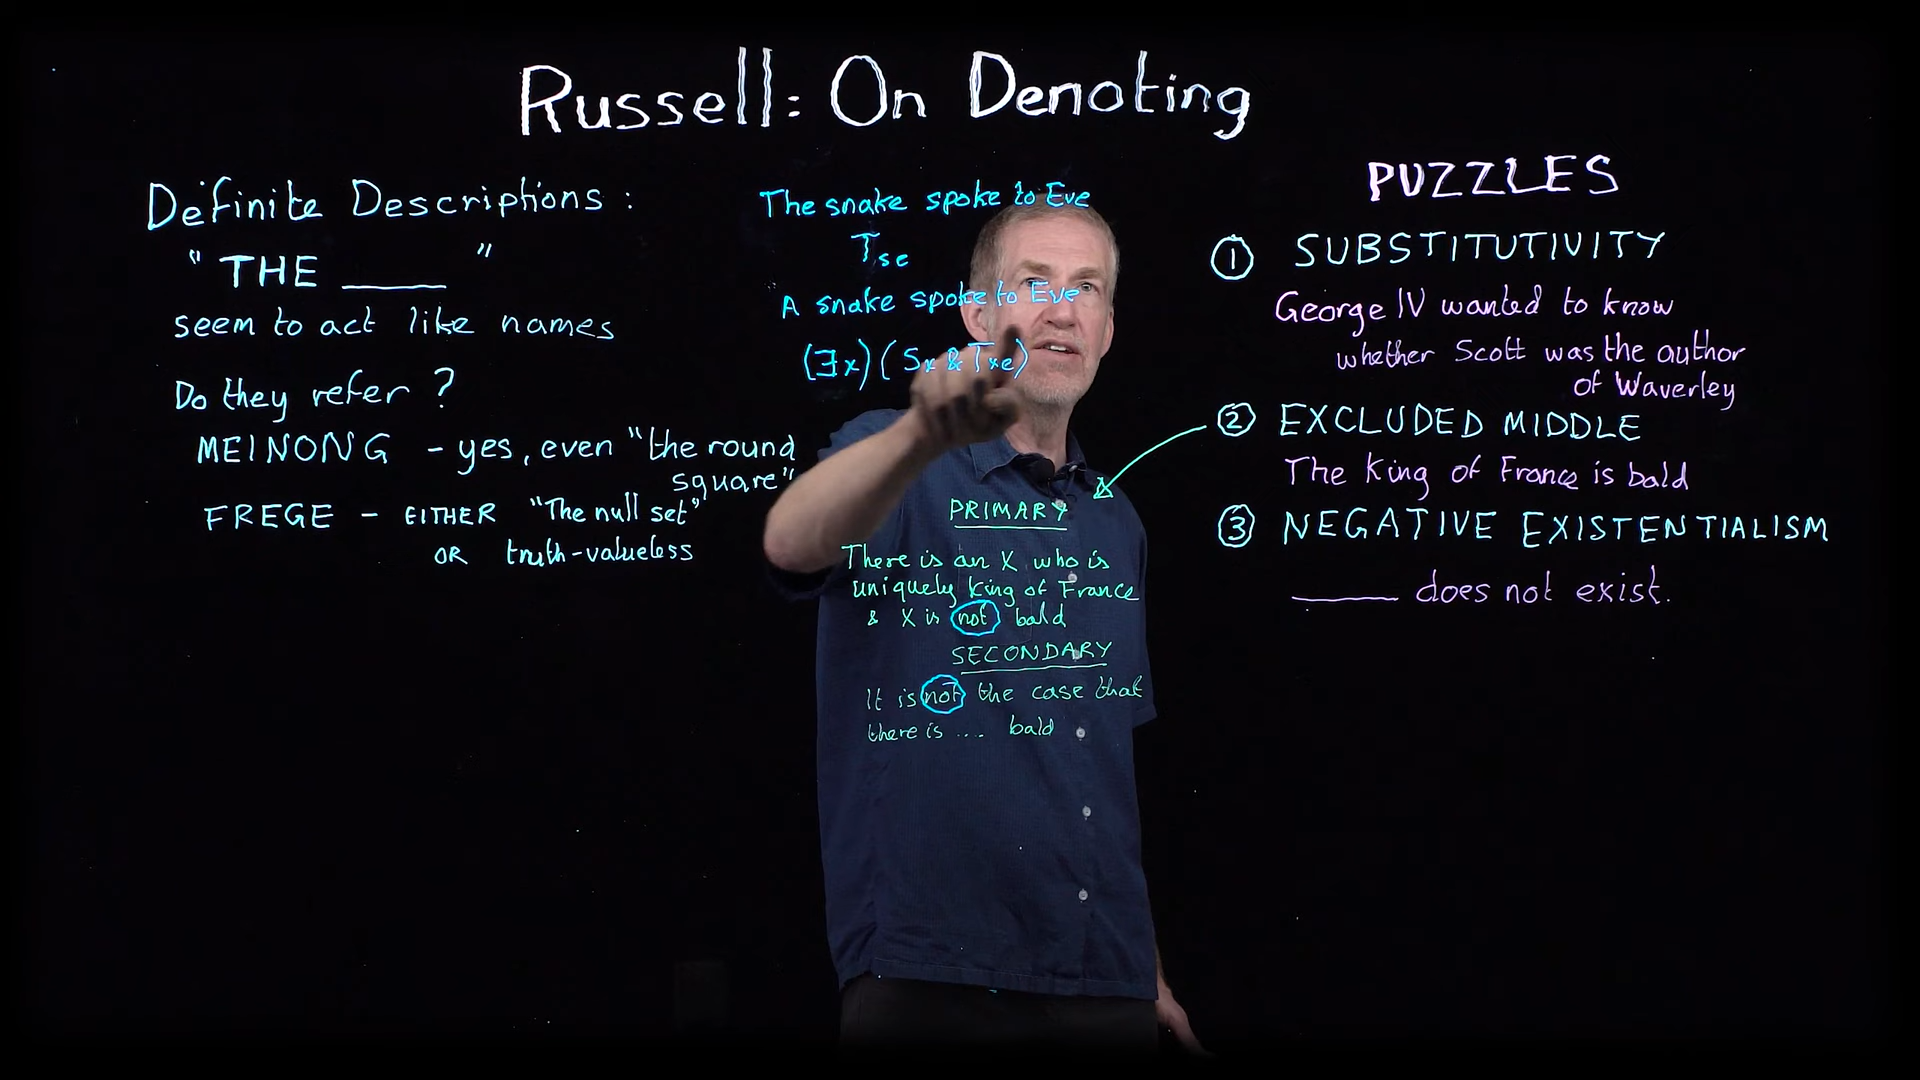 Russell: On Denoting
Definite Descriptions:
"THE ____ "
seem to act like names
Do they refer?
MEINONG - yes, even "the round
square"
FREGE - EITHER "The null set"
OR truth-valueless
The snake spoke to Eve
Tse
A snake spoke to Eve
(∃x)(Sx & Txe)
PRIMARY
There is an X who is
uniquely king of France
& X is not bald
SECONDARY
It is not the case that
there is .... bald
PUZZLES
① SUBSTITUTIVITY
George IV wanted to know
whether Scott was the author
of Waverley
② EXCLUDED MIDDLE
The King of France is bald
③ NEGATIVE EXISTENTIALISM
____ does not exist.